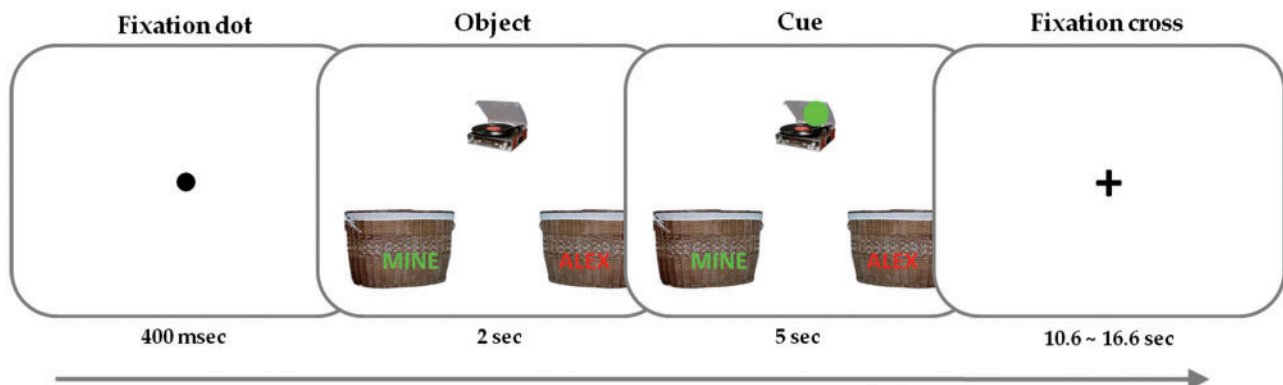 Fixation dot Object Cue Fixation cross
MINE ALEX MINE ALEX
400 msec 2 sec 5 sec 10.6 ~ 16.6 sec